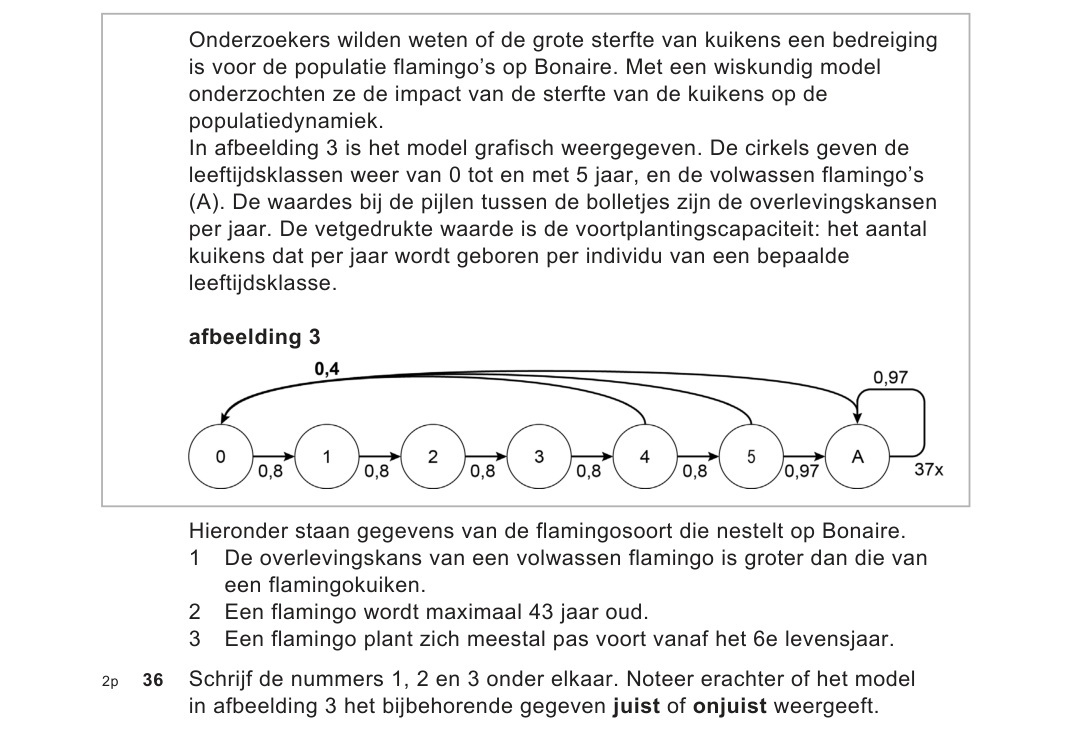 Onderzoekers wilden weten of de grote sterfte van kuikens een bedreiging
is voor de populatie flamingo’s op Bonaire. Met een wiskundig model
onderzochten ze de impact van de sterfte van de kuikens op de
populatiedynamiek.
In afbeelding 3 is het model grafisch weergegeven. De cirkels geven de
leeftijdsklassen weer van 0 tot en met 5 jaar, en de volwassen flamingo’s
(A). De waardes bij de pijlen tussen de bolletjes zijn de overlevingskansen
per jaar. De vetgedrukte waarde is de voortplantingscapaciteit: het aantal
kuikens dat per jaar wordt geboren per individu van een bepaalde
leeftijdsklasse.
afbeelding 3
0,4
0,97
0 1 2 3 4 5 A
0,8 0,8 0,8 0,8 0,8 0,97 37x
Hieronder staan gegevens van de flamingosoort die nestelt op Bonaire.
1 De overlevingskans van een volwassen flamingo is groter dan die van
een flamingokuiken.
2 Een flamingo wordt maximaal 43 jaar oud.
3 Een flamingo plant zich meestal pas voort vanaf het 6e levensjaar.
2p 36 Schrijf de nummers 1, 2 en 3 onder elkaar. Noteer erachter of het model
in afbeelding 3 het bijbehorende gegeven juist of onjuist weergeeft.